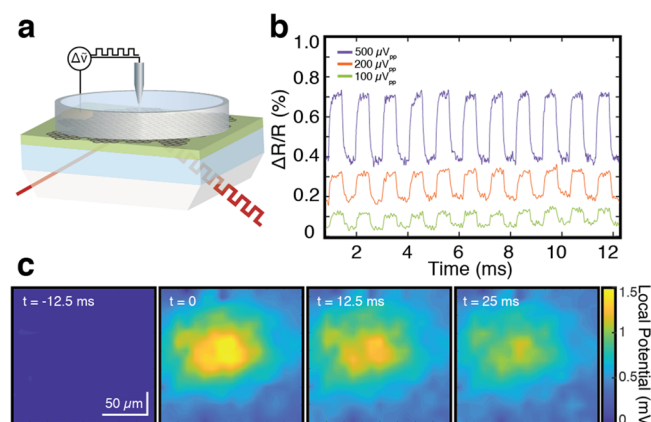 a
Δṽ
b
1.0
0.8
0.6
0.4
0.2
0
ΔR/R (%)
500 μVpp
200 μVpp
100 μVpp
2 4 6 8 10 12
Time (ms)
c
t = -12.5 ms
t = 0
t = 12.5 ms
t = 25 ms
50 μm
1.5
1
0.5
0
Local Potential (mV